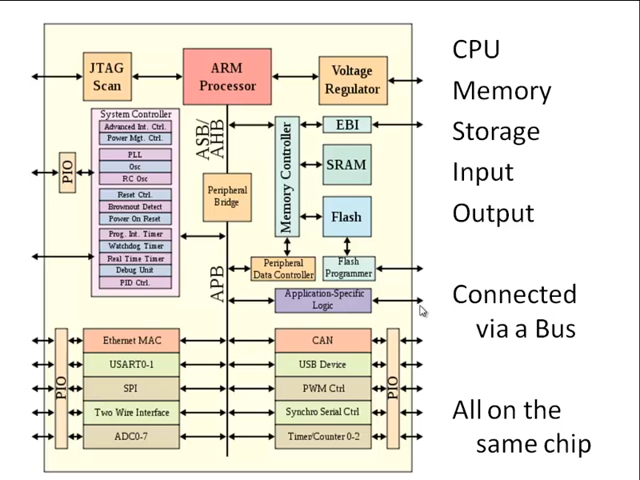 JTAG
Scan
ARM
Processor
Voltage
Regulator
System Controller
Advanced Int. Ctrl.
Power Mgt. Ctrl.
PLL
Osc
RC Osc
Reset Ctrl.
Brownout Detect
Power On Reset
Prog. Int. Timer
Watchdog Timer
Real Time Timer
Debug Unit
PID Ctrl.
PIO
ASB/
AHB
Peripheral
Bridge
APB
Memory Controller
EBI
SRAM
Flash
Peripheral
Data Controller
Flash
Programmer
Application-Specific
Logic
PIO
Ethernet MAC
USART0-1
SPI
Two Wire Interface
ADC0-7
CAN
USB Device
PWM Ctrl
Synchro Serial Ctrl
Timer/Counter 0-2
PIO
CPU
Memory
Storage
Input
Output
Connected
via a Bus
All on the
same chip